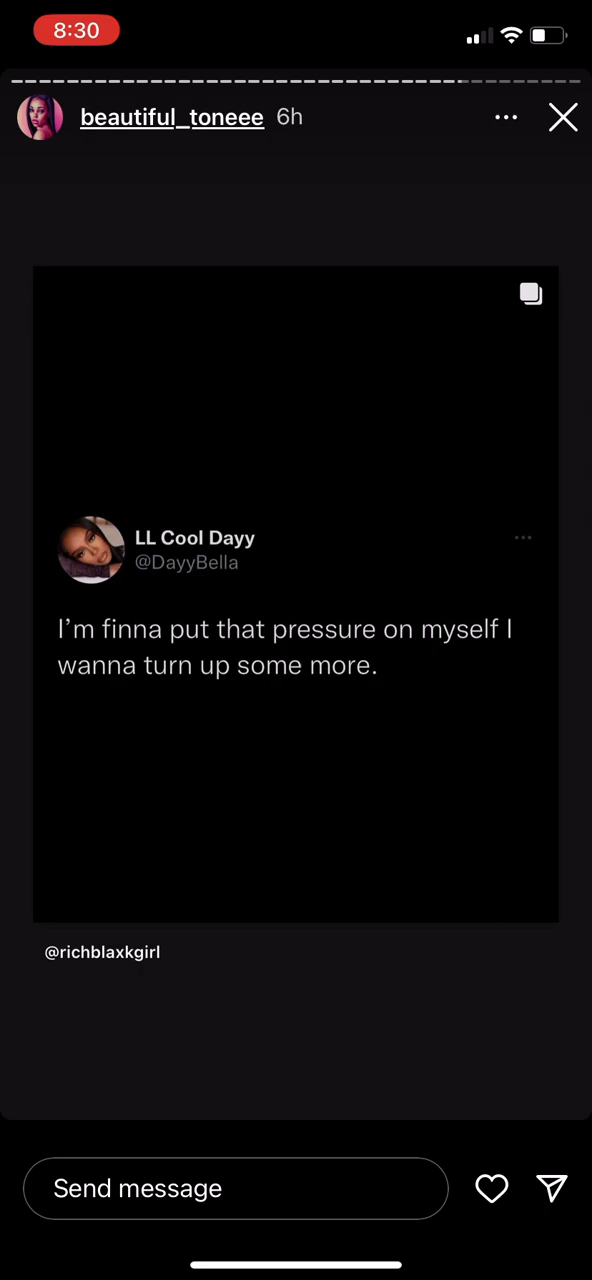 8:30
beautiful_toneee 6h
LL Cool Dayy
@DayyBella
I’m finna put that pressure on myself I
wanna turn up some more.
@richblaxkgirl
Send message